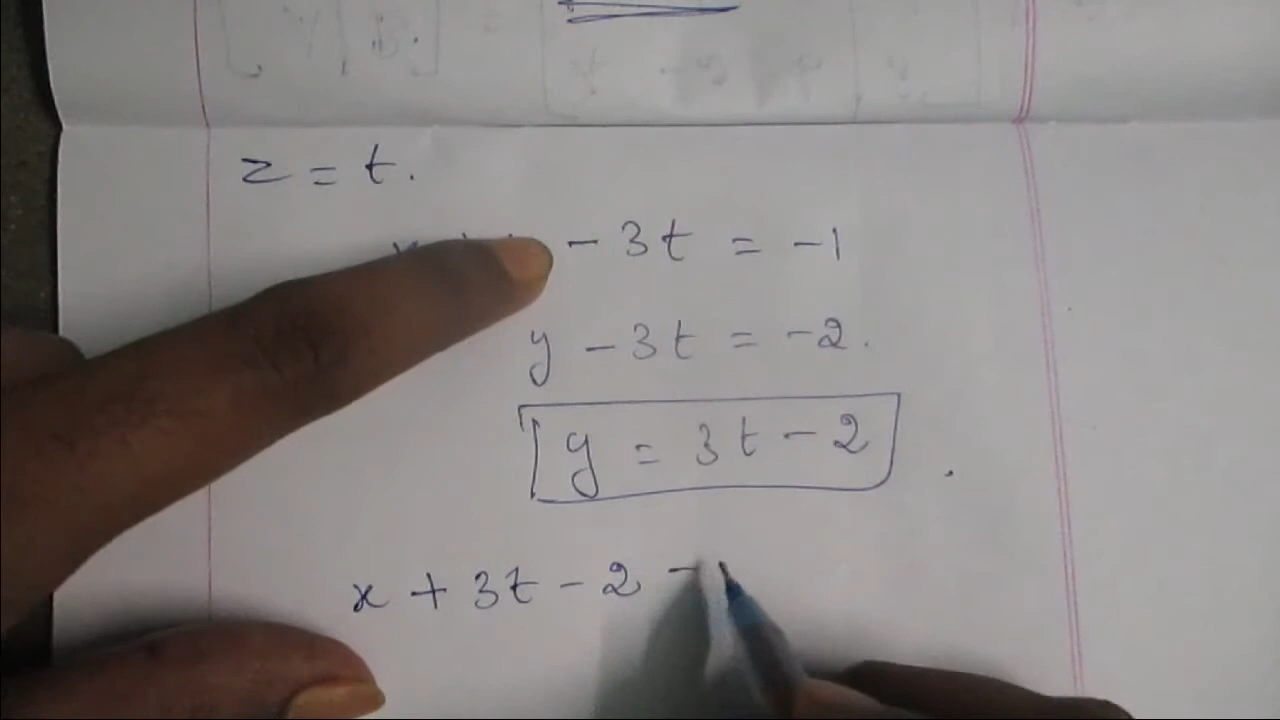 z = t.
- 3t = -1
y - 3t = -2.
y = 3t - 2
x + 3t - 2 -